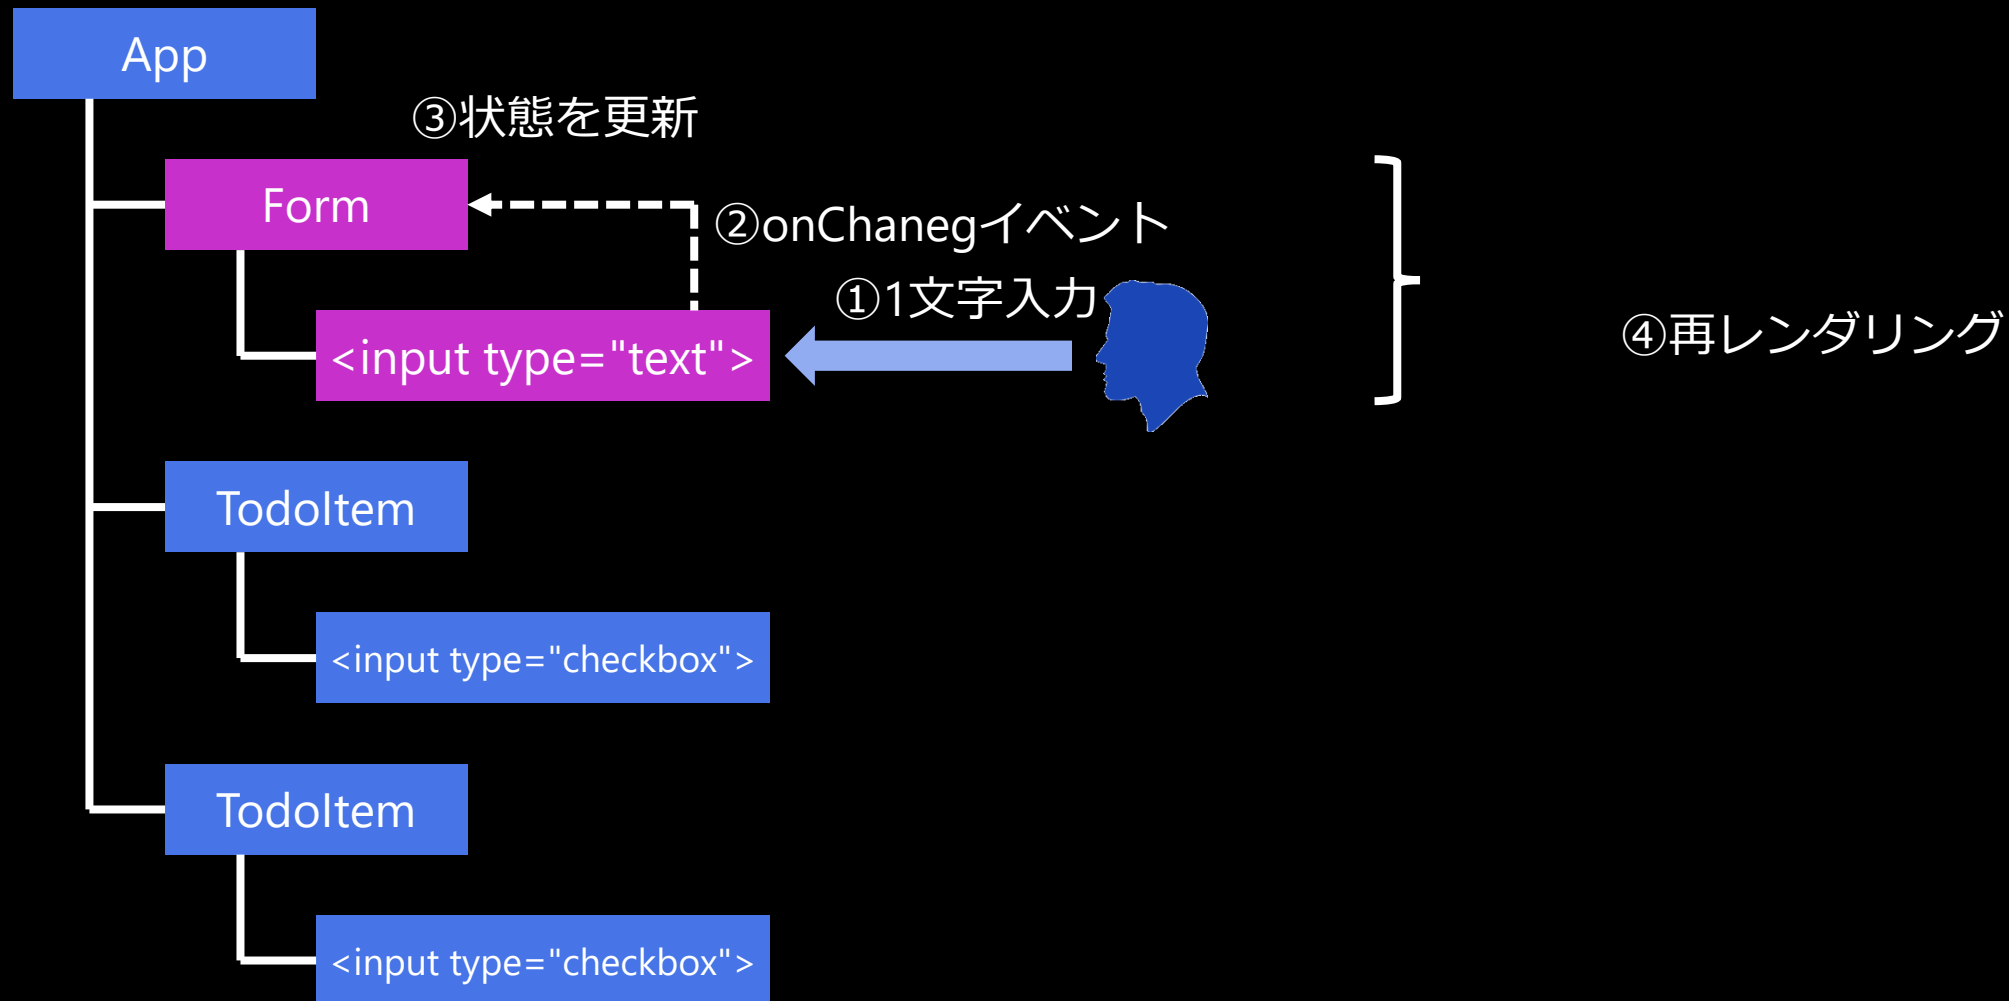 App
③状態を更新
Form
②onChanegイベント
①1文字入力
④再レンダリング
<input type="text">
TodoItem
<input type="checkbox">
TodoItem
<input type="checkbox">